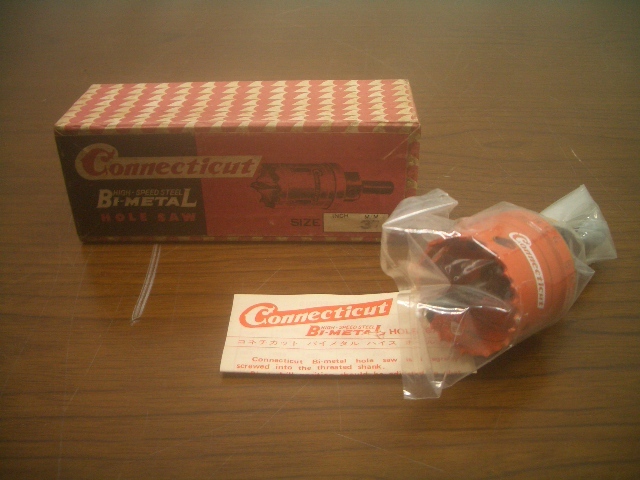 Connecticut
HIGH-SPEED STEEL
BI-METAL
HOLE SAW
SIZE
INCH
Connecticut
Connecticut
HIGH-SPEED STEEL
BI-METAL
コネチカット バイメタル ハイス
Connecticut Bi-metal hole saw
screwed into the threated shank.